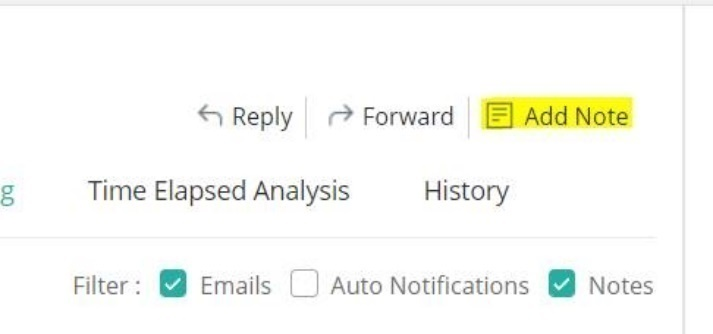 Reply Forward Add Note
g Time Elapsed Analysis History
Filter : Emails Auto Notifications Notes